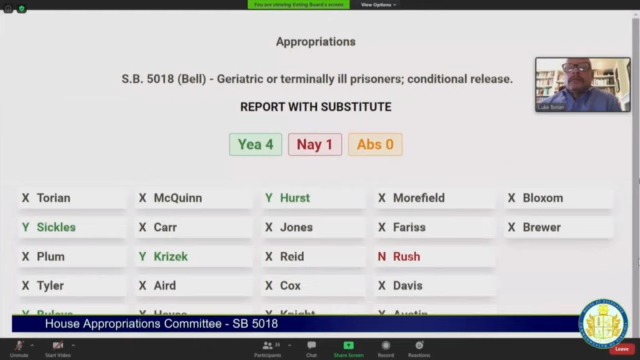 You are viewing Voting Board's screen View Options
Appropriations
S.B. 5018 (Bell) - Geriatric or terminally ill prisoners; conditional release.
REPORT WITH SUBSTITUTE
Yea 4 Nay 1 Abs 0
X Torian X McQuinn Y Hurst X Morefield X Bloxom
Y Sickles X Carr X Jones X Fariss X Brewer
X Plum Y Krizek X Reid N Rush
X Tyler X Aird X Cox X Davis
House Appropriations Committee - SB 5018
Unmute Start Video Participants Chat Share Screen Record Reactions Leave